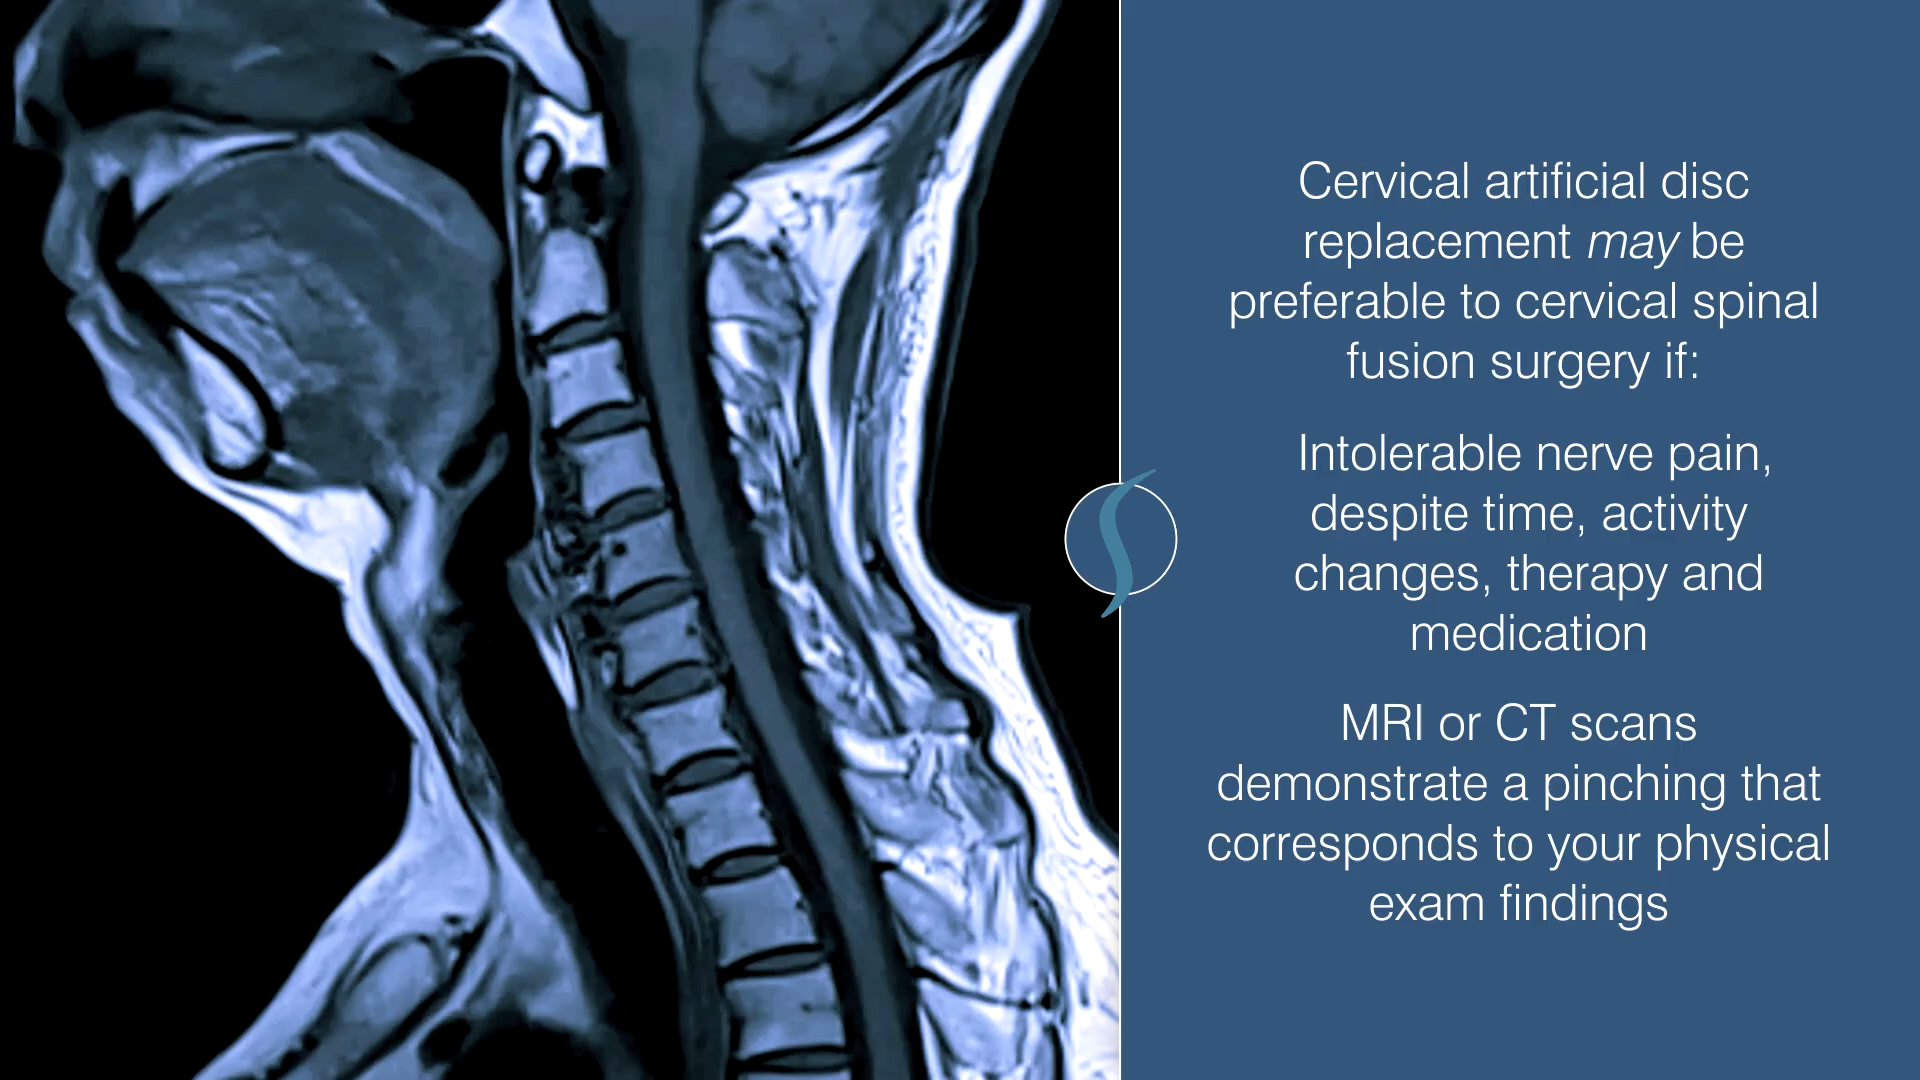 Cervical artificial disc
replacement may be
preferable to cervical spinal
fusion surgery if:
Intolerable nerve pain,
despite time, activity
changes, therapy and
medication
MRI or CT scans
demonstrate a pinching that
corresponds to your physical
exam findings